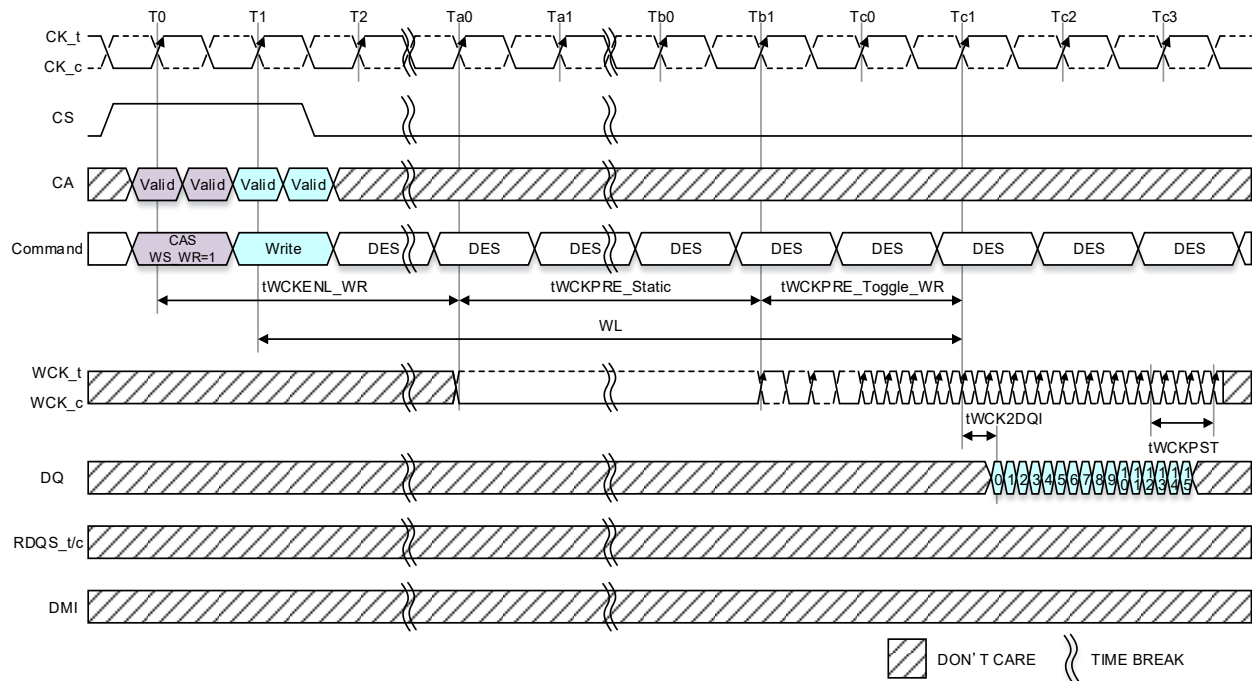 T0 T1 T2 Ta0 Ta1 Tb0 Tb1 Tc0 Tc1 Tc2 Tc3
CK_t
CK_c
CS
CA Valid Valid Valid Valid
Command CAS WS_WR=1 Write DES DES DES DES DES DES DES DES DES
tWCKENL_WR tWCKPRE_Static tWCKPRE_Toggle_WR
WL
WCK_t
WCK_c
tWCK2DQI
tWCKPST
DQ 0 1 2 3 4 5 6 7 8 9 10 11 12 13 14 15
RDQS_t/c
DMI
DON'T CARE TIME BREAK